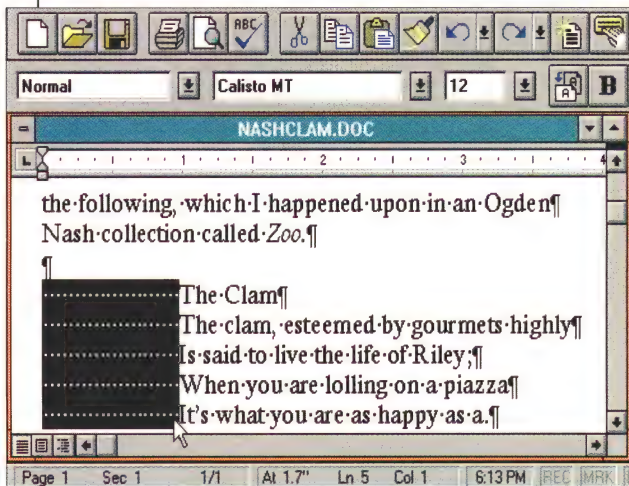 ABC
Normal Calisto MT 12 B
NASHCLAM.DOC
L 1 2 3 4
the·following,·which·I·happened·upon·in·an·Ogden¶
Nash·collection·called·Zoo.¶
¶
··················The·Clam¶
··················The·clam,·esteemed·by·gourmets·highly¶
··················Is·said·to·live·the·life·of·Riley;¶
··················When·you·are·lolling·on·a·piazza¶
··················It's·what·you·are·as·happy·as·a.¶
Page 1 Sec 1 1/1 At 1.7" Ln 5 Col 1 6:13 PM REC MRK